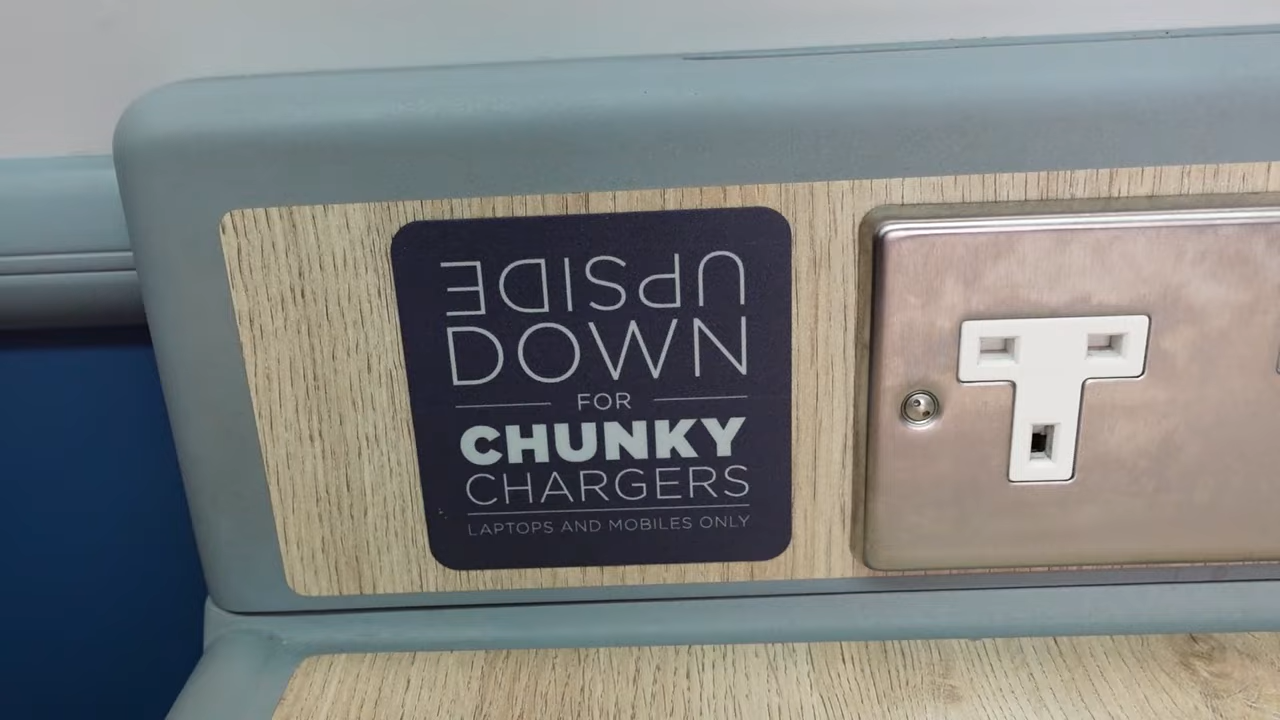 UPSIDE
DOWN
FOR
CHUNKY
CHARGERS
LAPTOPS AND MOBILES ONLY